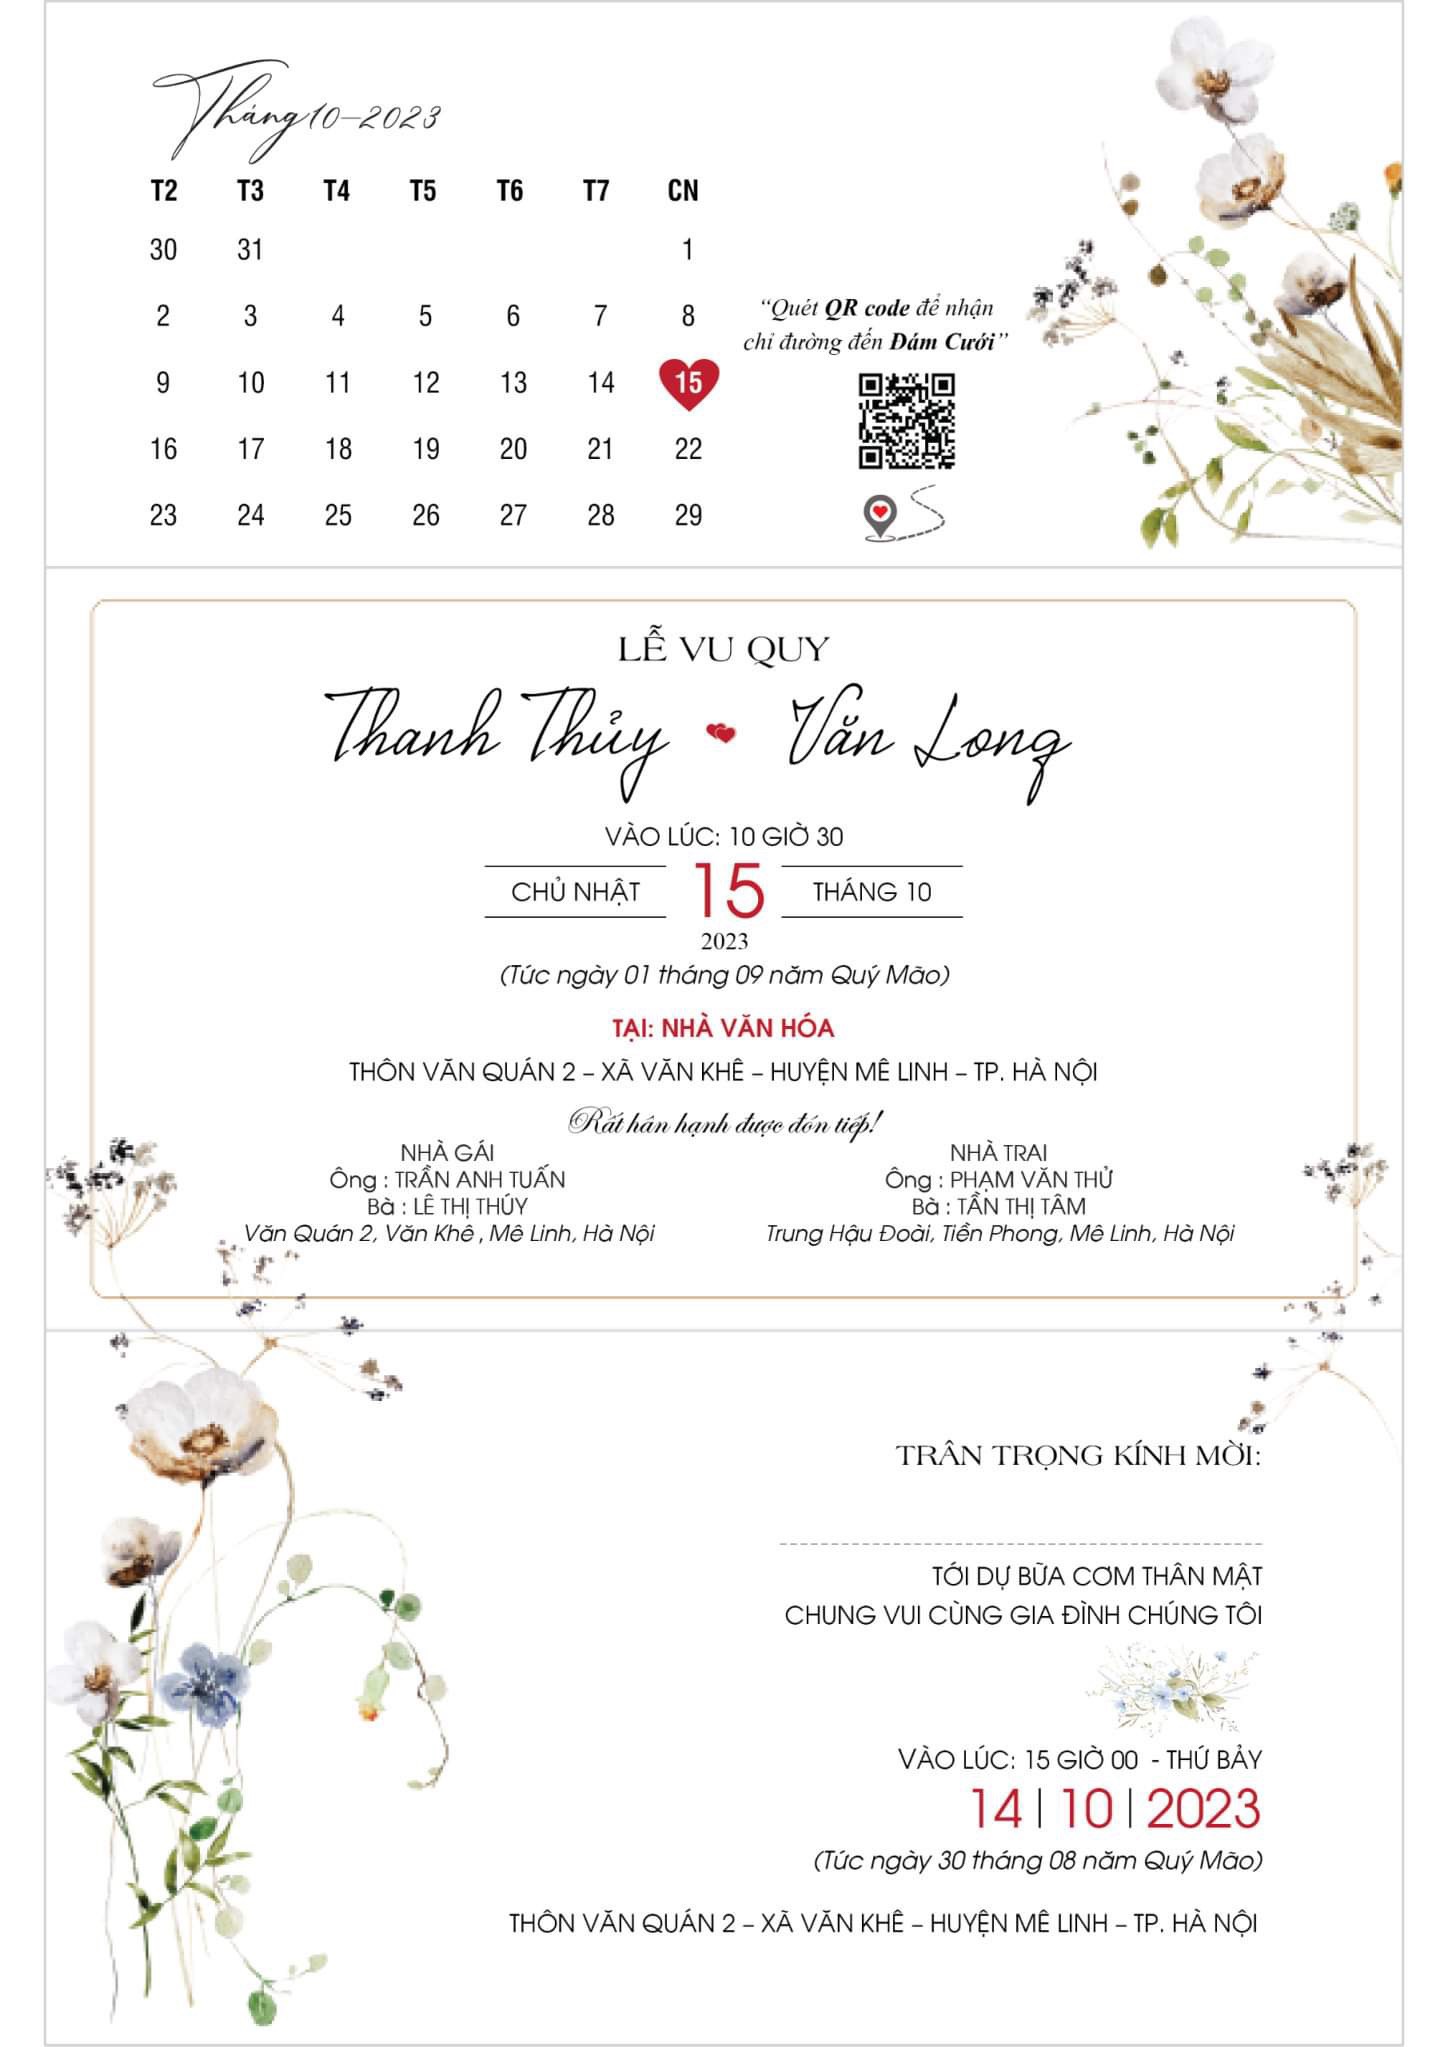 Tháng 10-2023
T2 T3 T4 T5 T6 T7 CN
30 31 1
2 3 4 5 6 7 8
9 10 11 12 13 14 15
16 17 18 19 20 21 22
23 24 25 26 27 28 29
“Quét QR code để nhận
chỉ đường đến Đám Cưới”
LỄ VU QUY
Thanh Thủy Văn Long
VÀO LÚC: 10 GIỜ 30
CHỦ NHẬT 15 THÁNG 10
2023
(Tức ngày 01 tháng 09 năm Quý Mão)
TẠI: NHÀ VĂN HÓA
THÔN VĂN QUÁN 2 – XÃ VĂN KHÊ – HUYỆN MÊ LINH – TP. HÀ NỘI
Rất hân hạnh được đón tiếp!
NHÀ GÁI
Ông : TRẦN ANH TUẤN
Bà : LÊ THỊ THÚY
Văn Quán 2, Văn Khê , Mê Linh, Hà Nội
NHÀ TRAI
Ông : PHẠM VĂN THỬ
Bà : TẦN THỊ TÂM
Trung Hậu Đoài, Tiền Phong, Mê Linh, Hà Nội
TRÂN TRỌNG KÍNH MỜI:
TỚI DỰ BỮA CƠM THÂN MẬT
CHUNG VUI CÙNG GIA ĐÌNH CHÚNG TÔI
VÀO LÚC: 15 GIỜ 00 - THỨ BẢY
14 | 10 | 2023
(Tức ngày 30 tháng 08 năm Quý Mão)
THÔN VĂN QUÁN 2 – XÃ VĂN KHÊ – HUYỆN MÊ LINH – TP. HÀ NỘI